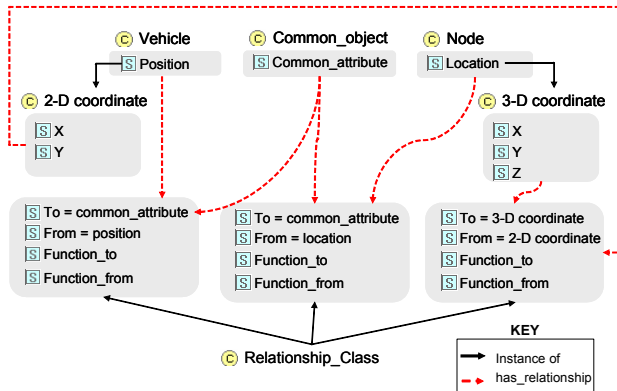 C Vehicle
C Common_object
C Node
S Position
S Common_attribute
S Location
C 2-D coordinate
C 3-D coordinate
S X
S Y
S X
S Y
S Z
S To = common_attribute
S From = position
S Function_to
S Function_from
S To = common_attribute
S From = location
S Function_to
S Function_from
S To = 3-D coordinate
S From = 2-D coordinate
S Function_to
S Function_from
C Relationship_Class
KEY
Instance of
has_relationship